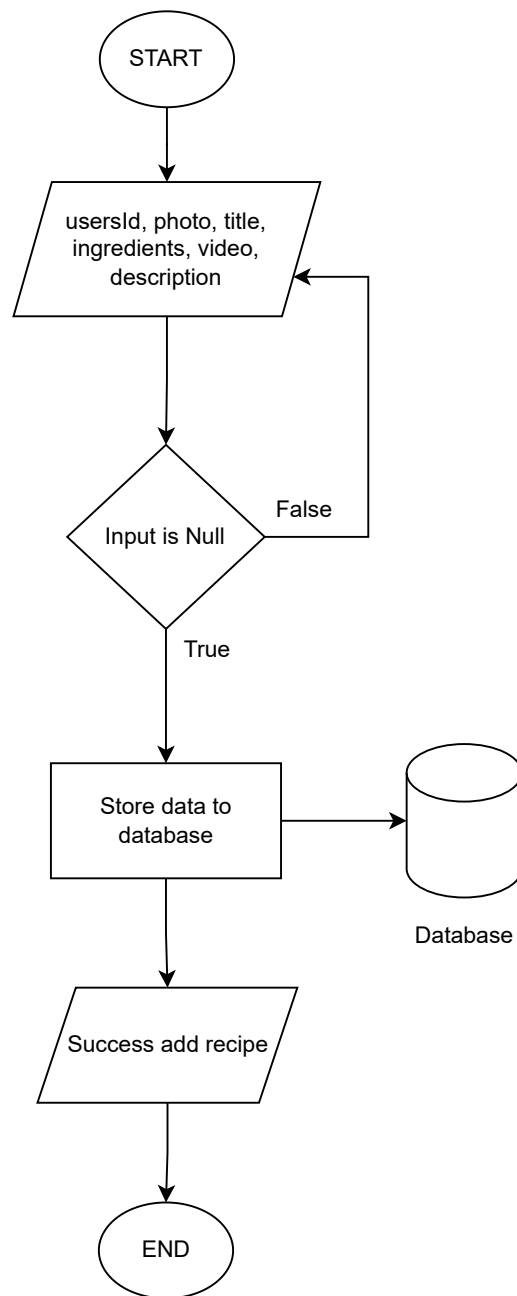 START
usersId, photo, title,
ingredients, video,
description
Input is Null
False
True
Store data to
database
Database
Success add recipe
END